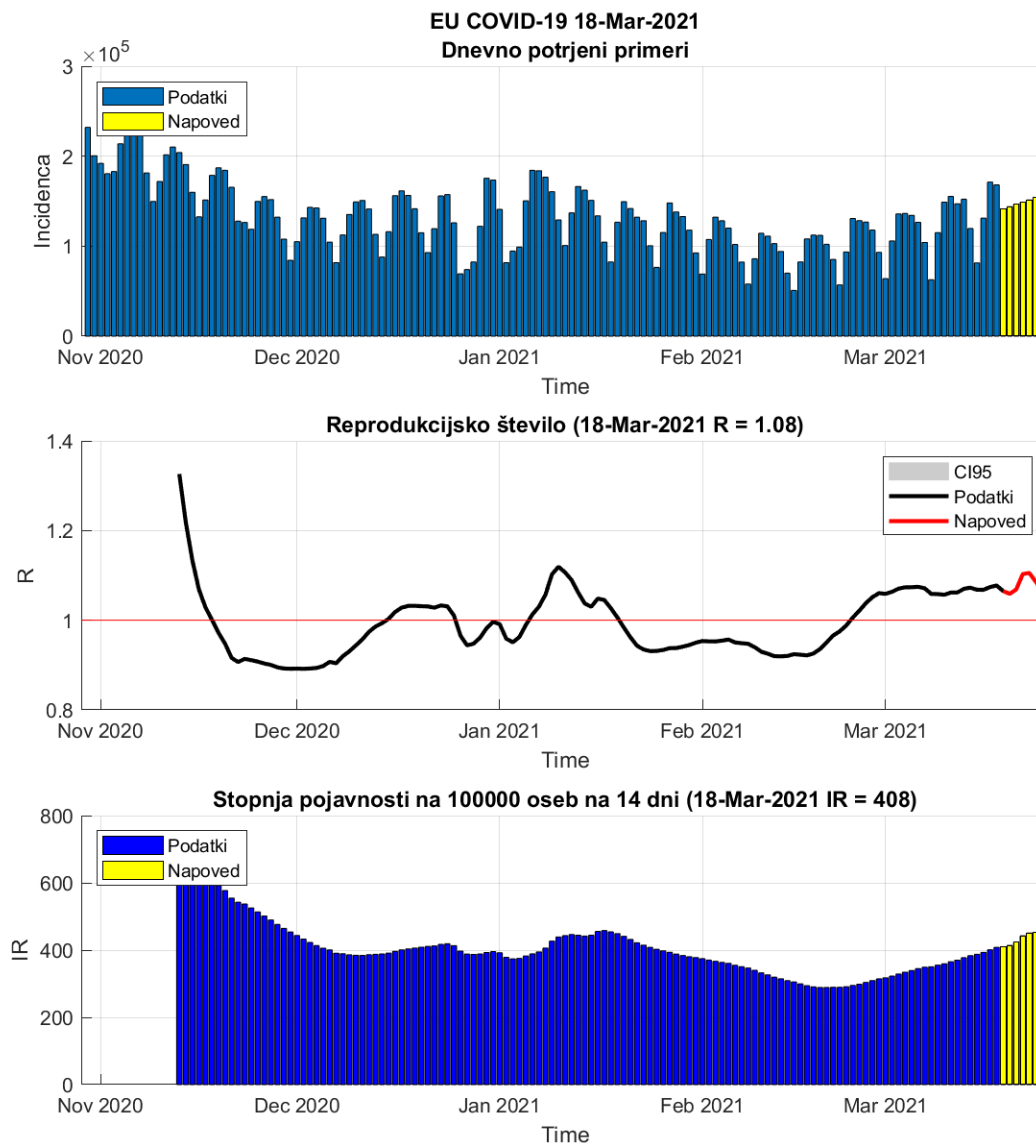 EU COVID-19 18-Mar-2021
Dnevno potrjeni primeri
×10⁵
3
Podatki
Napoved
2
Incidenca
1
0
Nov 2020 Dec 2020 Jan 2021 Feb 2021 Mar 2021
Time
Reprodukcijsko število (18-Mar-2021 R = 1.08)
1.4
CI95
Podatki
Napoved
1.2
R
1
0.8
Nov 2020 Dec 2020 Jan 2021 Feb 2021 Mar 2021
Time
Stopnja pojavnosti na 100000 oseb na 14 dni (18-Mar-2021 IR = 408)
800
Podatki
Napoved
600
IR
400
200
0
Nov 2020 Dec 2020 Jan 2021 Feb 2021 Mar 2021
Time